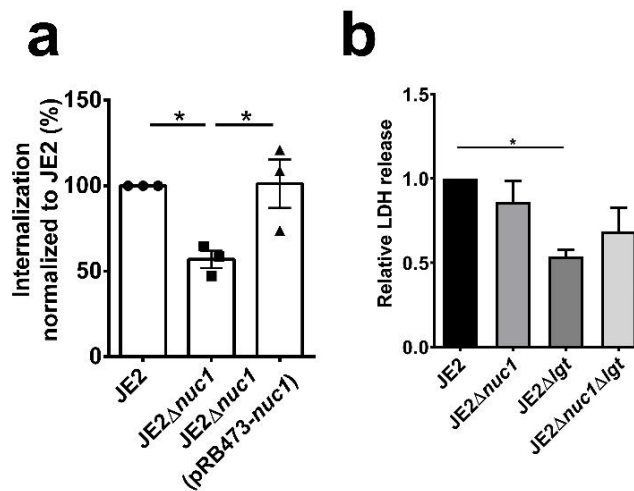 a
Internalization
normalized to JE2 (%)
150
100
50
0
*
*
JE2
JE2Δnuc1
JE2Δnuc1
(pRB473-nuc1)
b
Relative LDH release
1.5
1.0
0.5
0.0
*
JE2
JE2Δnuc1
JE2Δlgt
JE2Δnuc1Δlgt